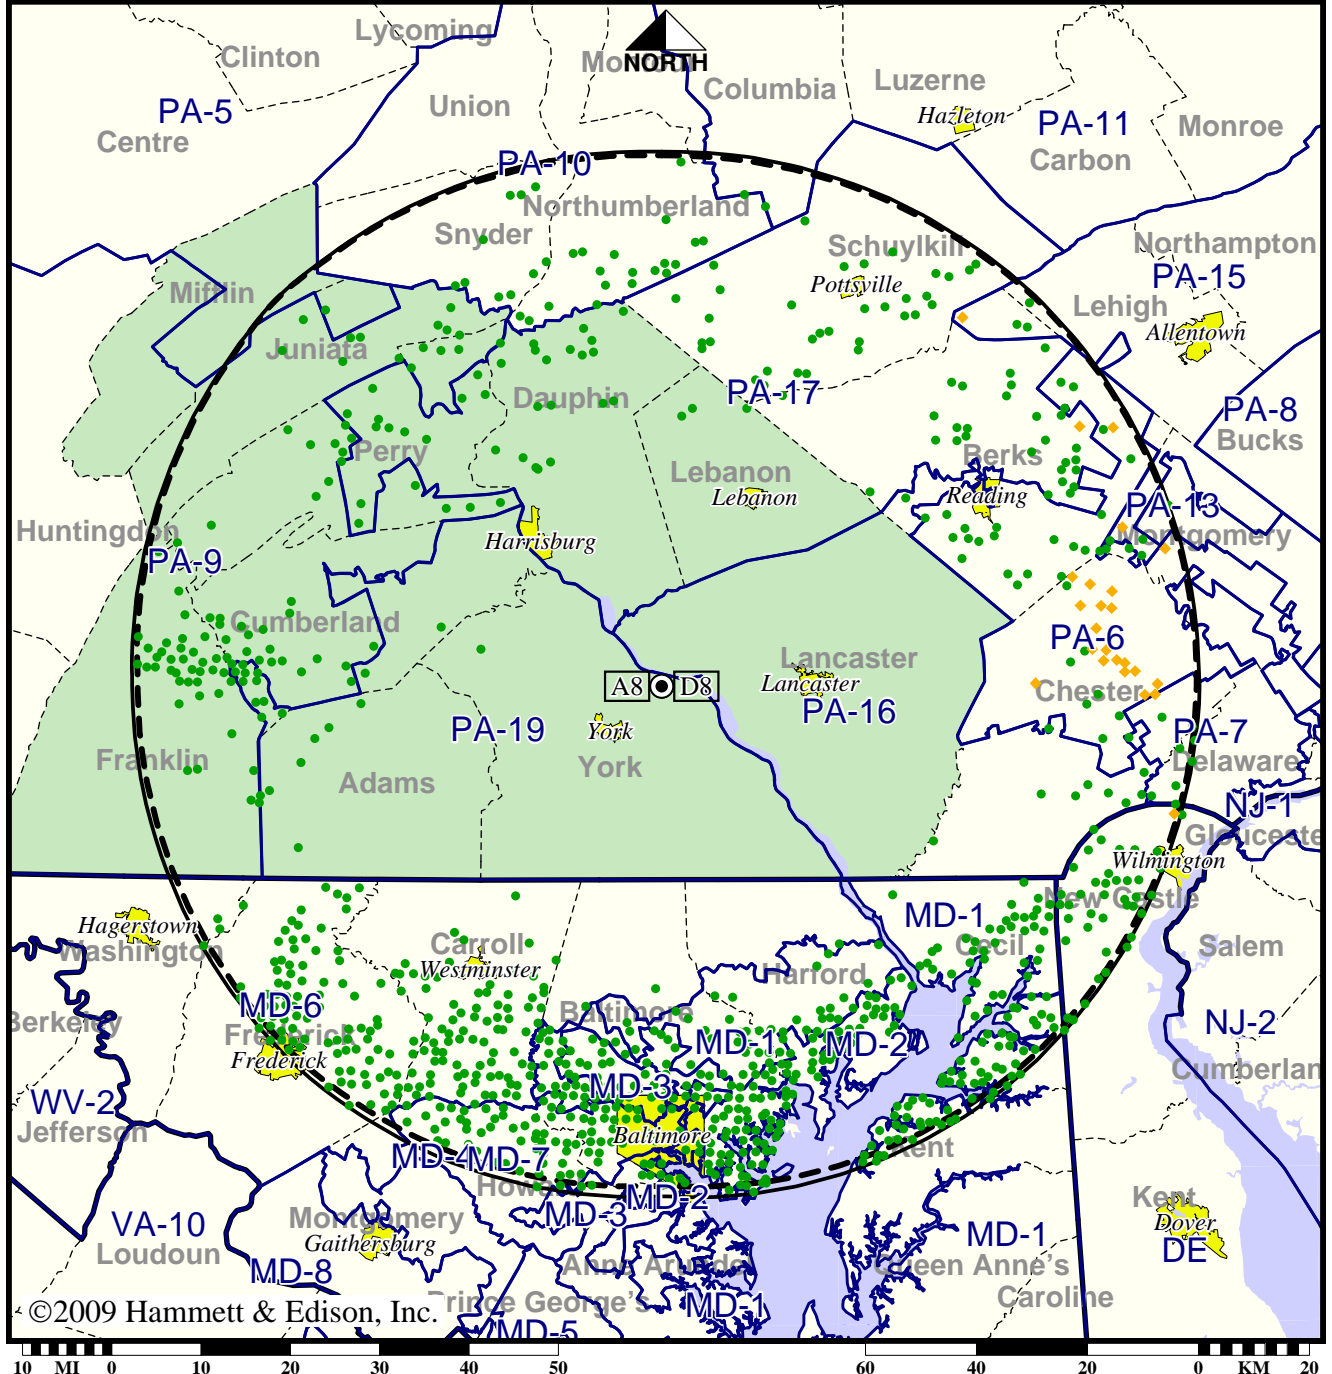 Lycoming
Clinton
NORTH
Columbia
Luzerne
PA-5
Union
Hazleton
PA-11
Monroe
Centre
Carbon
PA-10
Northumberland
Snyder
Schuylkill
Northampton
PA-15
Mifflin
Pottsville
Lehigh
Allentown
Juniata
Dauphin
PA-17
PA-8
Bucks
Perry
Berks
Lebanon
Lebanon
Reading
PA-13
Huntingdon
Harrisburg
Montgomery
PA-9
Cumberland
PA-6
Lancaster
A8 D8
Lancaster
Chester
PA-16
PA-19
York
PA-7
Franklin
York
Delaware
Adams
NJ-1
Glouceste
Wilmington
New Castle
MD-1
Hagerstown
Washington
Carroll
Cecil
Salem
Westminster
Harford
MD-6
Baltimore
Berkeley
Frederick
MD-1
MD-2
NJ-2
Frederick
Cumberlan
MD-3
WV-2
Jefferson
Baltimore
MD-4
MD-7
Kent
Howard
MD-2
Kent
MD-3
VA-10
Montgomery
Dover
MD-1
Loudoun
Gaithersburg
DE
MD-8
Anne Arundel
Queen Anne's
Caroline
©2009 Hammett & Edison, Inc.
Prince George's
MD-1
MD-5
10 MI 0 10 20 30 40 50 60 40 20 0 KM 20